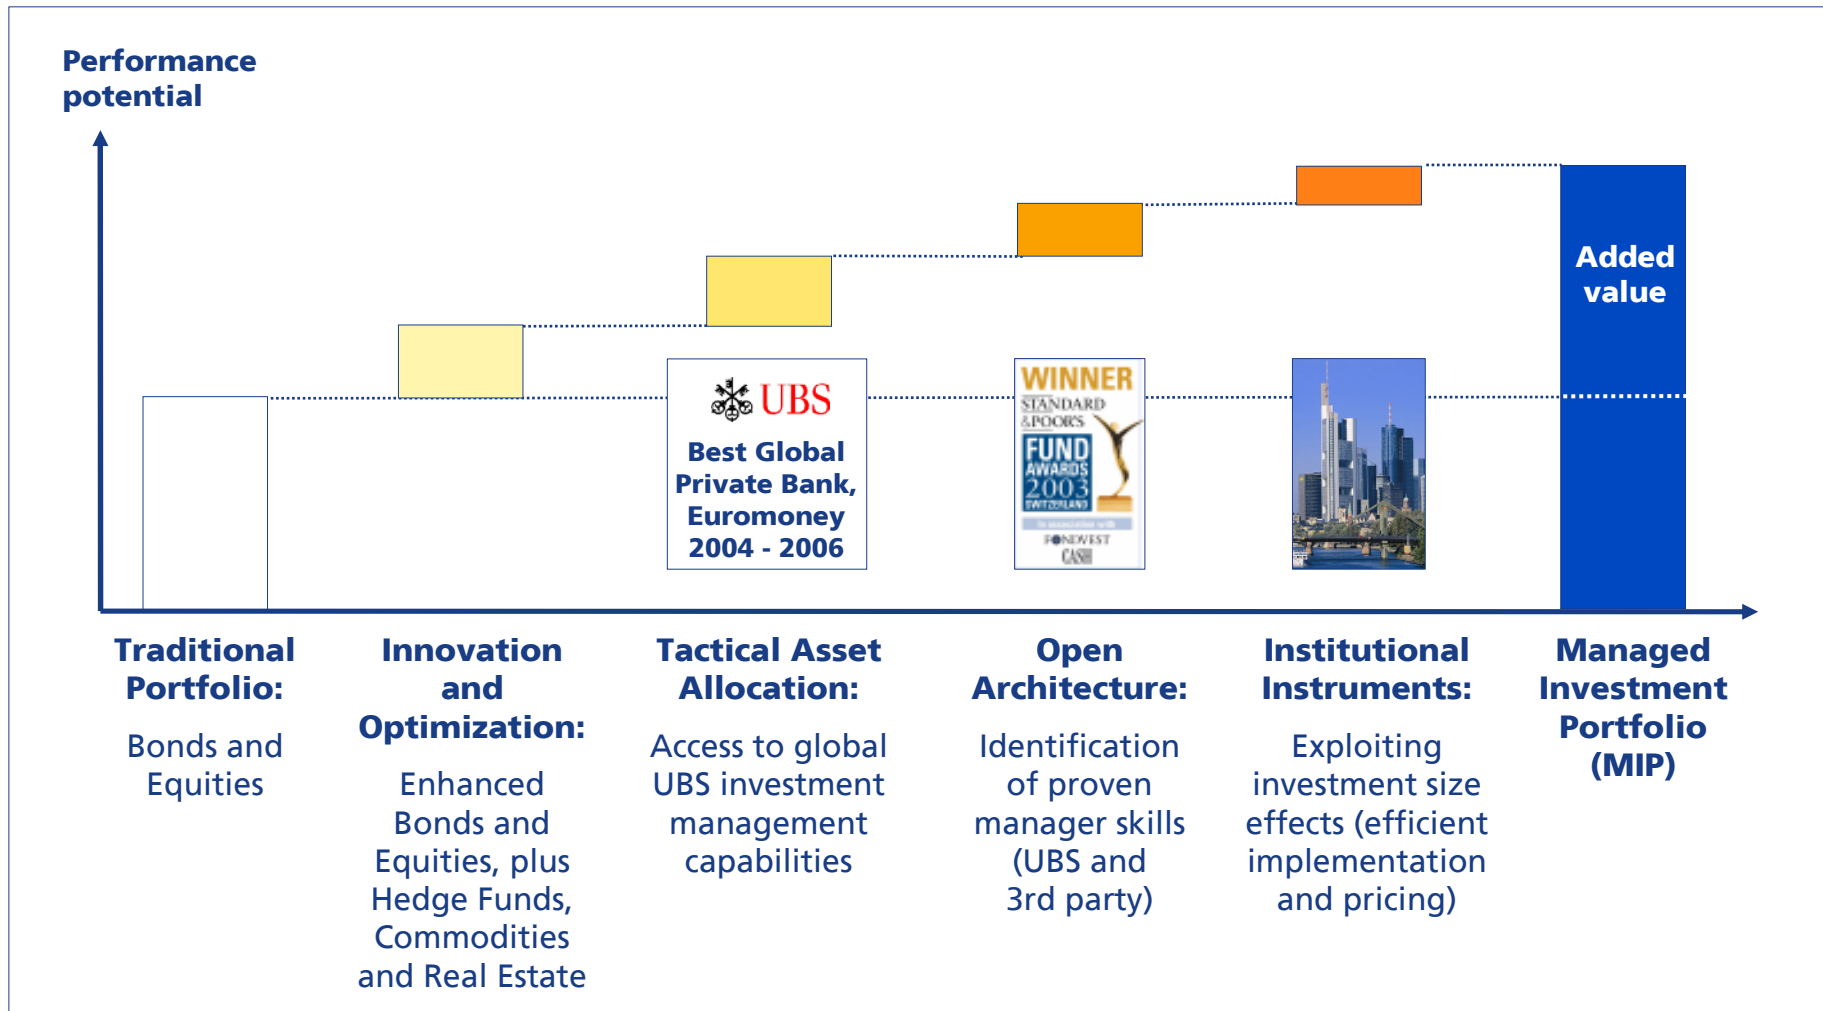 Performance
potential
Added
value
UBS
Best Global
Private Bank,
Euromoney
2004 - 2006
WINNER
STANDARD
&POOR'S
FUND
AWARDS
2003
SWITZERLAND
In association with
FONDVEST
CASH
Traditional
Portfolio:
Bonds and
Equities
Innovation
and
Optimization:
Enhanced
Bonds and
Equities, plus
Hedge Funds,
Commodities
and Real Estate
Tactical Asset
Allocation:
Access to global
UBS investment
management
capabilities
Open
Architecture:
Identification
of proven
manager skills
(UBS and
3rd party)
Institutional
Instruments:
Exploiting
investment size
effects (efficient
implementation
and pricing)
Managed
Investment
Portfolio
(MIP)